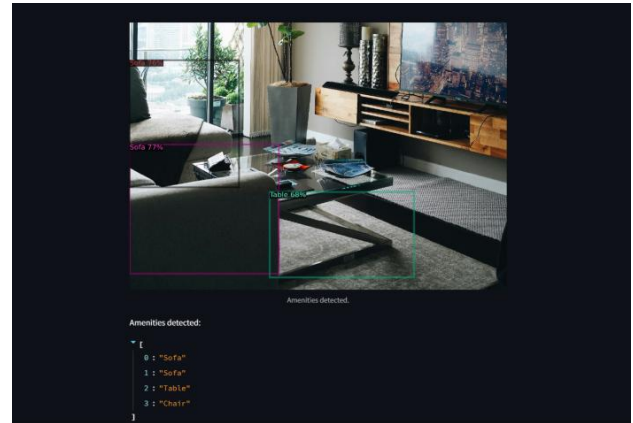 Sofa 77%
Table 68%
Amenities detected.
Amenities detected:
[
0 : "Sofa"
1 : "Sofa"
2 : "Table"
3 : "Chair"
]